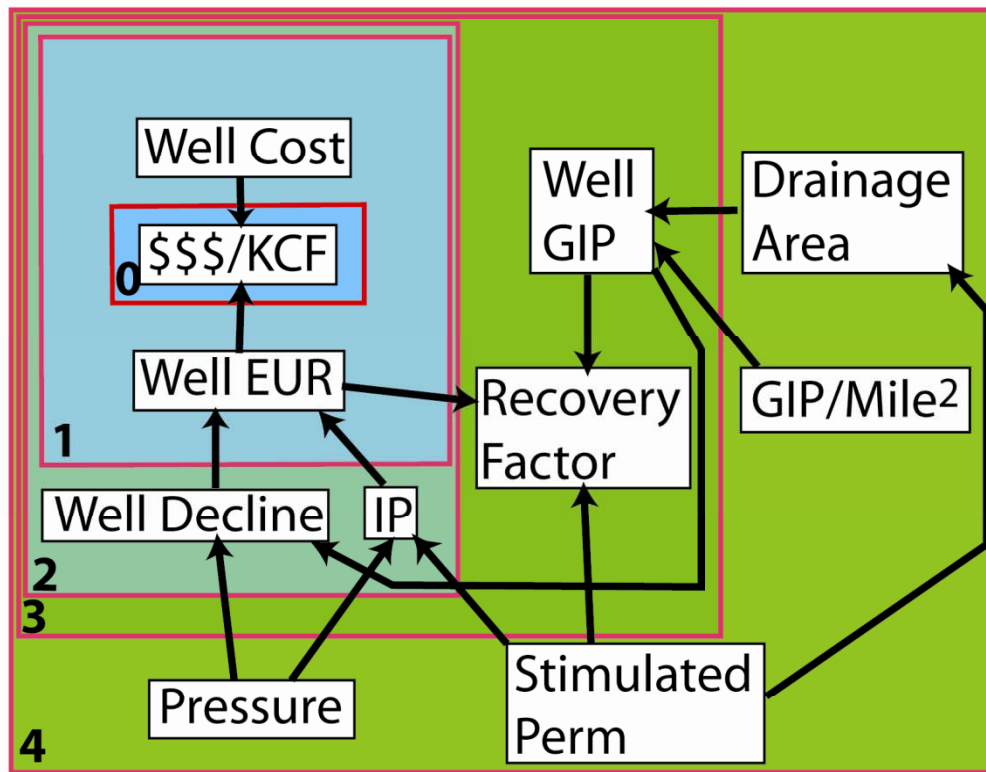 Well Cost
$$$/KCF
0
Well EUR
1
Well Decline
IP
2
Well
GIP
Recovery
Factor
3
Drainage
Area
GIP/Mile²
Pressure
Stimulated
Perm
4